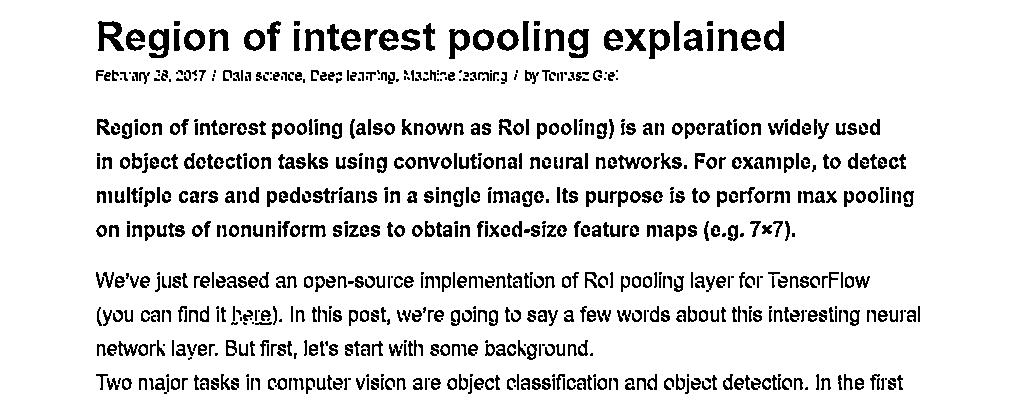 Region of interest pooling explained
February 28, 2017 / Data science, Deep learning, Machine learning / by Tomasz Grel
Region of interest pooling (also known as RoI pooling) is an operation widely used
in object detection tasks using convolutional neural networks. For example, to detect
multiple cars and pedestrians in a single image. Its purpose is to perform max pooling
on inputs of nonuniform sizes to obtain fixed-size feature maps (e.g. 7×7).
We've just released an open-source implementation of RoI pooling layer for TensorFlow
(you can find it here). In this post, we're going to say a few words about this interesting neural
network layer. But first, let's start with some background.
Two major tasks in computer vision are object classification and object detection. In the first